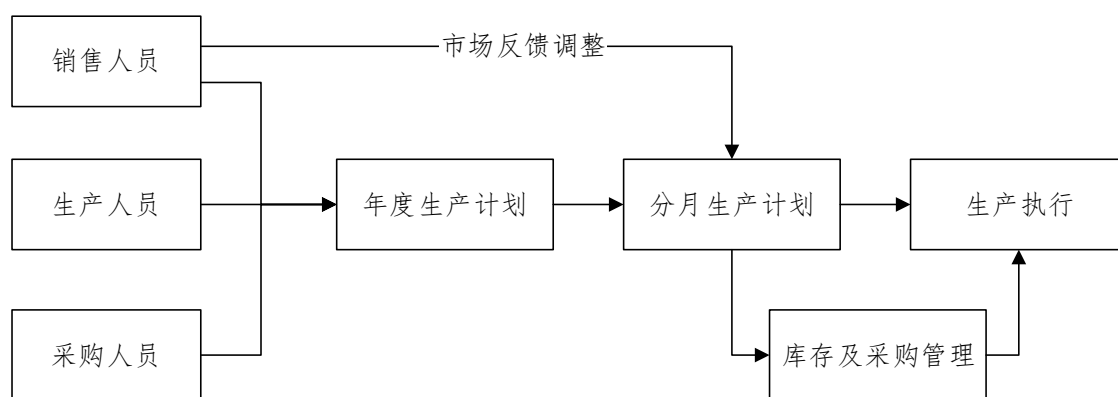 销售人员
市场反馈调整
生产人员
年度生产计划
分月生产计划
生产执行
采购人员
库存及采购管理